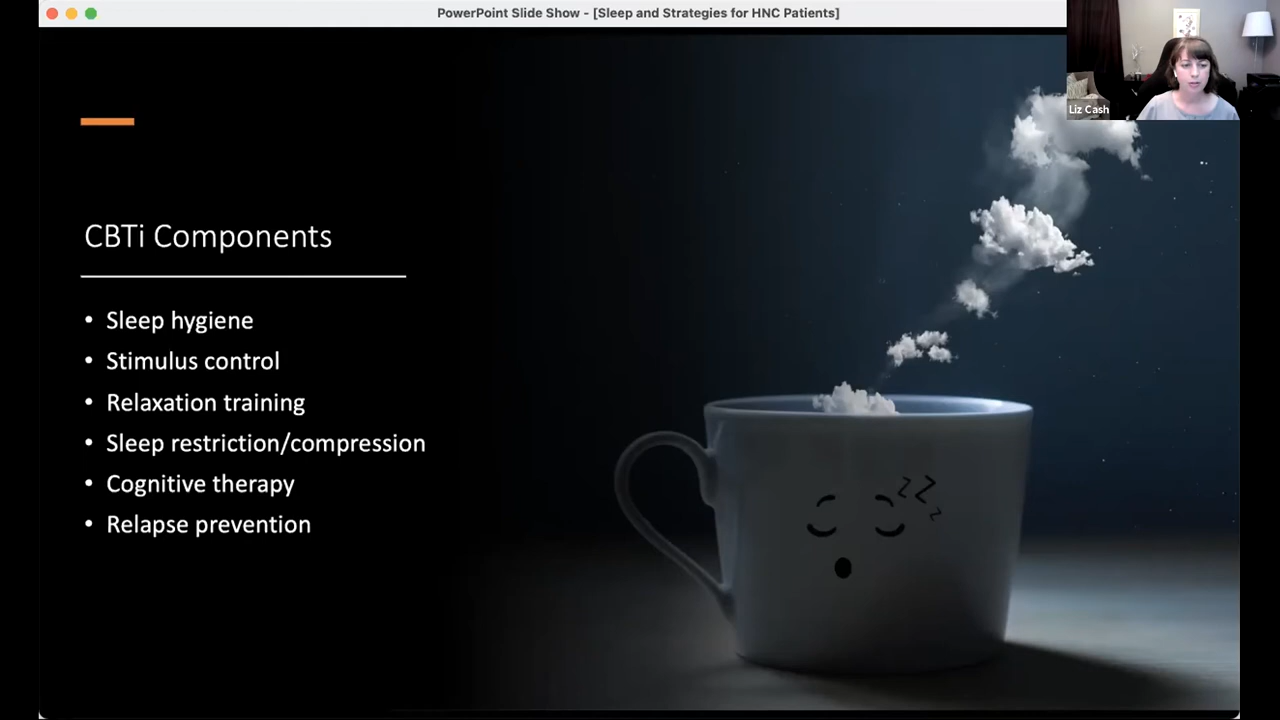 PowerPoint Slide Show - [Sleep and Strategies for HNC Patients]
Liz Cash
CBTi Components
• Sleep hygiene
• Stimulus control
• Relaxation training
• Sleep restriction/compression
• Cognitive therapy
• Relapse prevention
z Z z